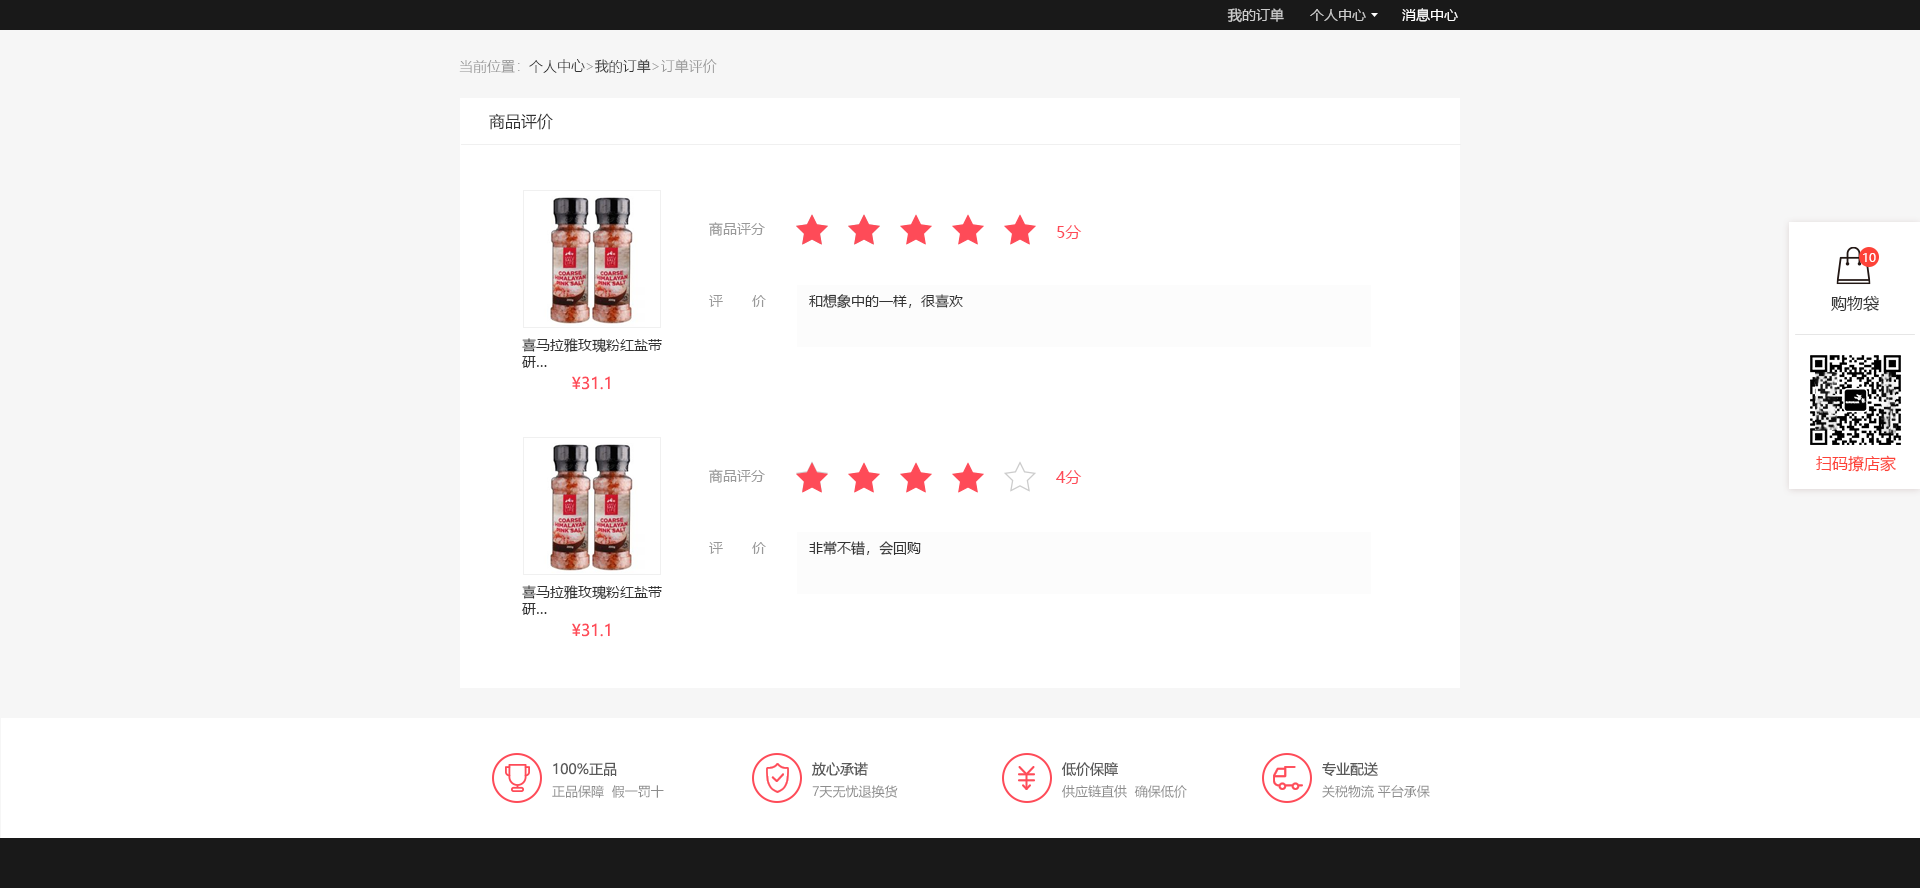 我的订单 个人中心 消息中心
当前位置：个人中心>我的订单>订单评价
商品评价
COARSE
HIMALAYAN
PINK SALT
商品评分 5分
评 价 和想象中的一样，很喜欢
喜马拉雅玫瑰粉红盐带
研...
¥31.1
COARSE
HIMALAYAN
PINK SALT
商品评分 4分
评 价 非常不错，会回购
喜马拉雅玫瑰粉红盐带
研...
¥31.1
10
购物袋
扫码撩店家
100%正品
正品保障 假一罚十
放心承诺
7天无忧退换货
低价保障
供应链直供 确保低价
专业配送
关税物流 平台承保